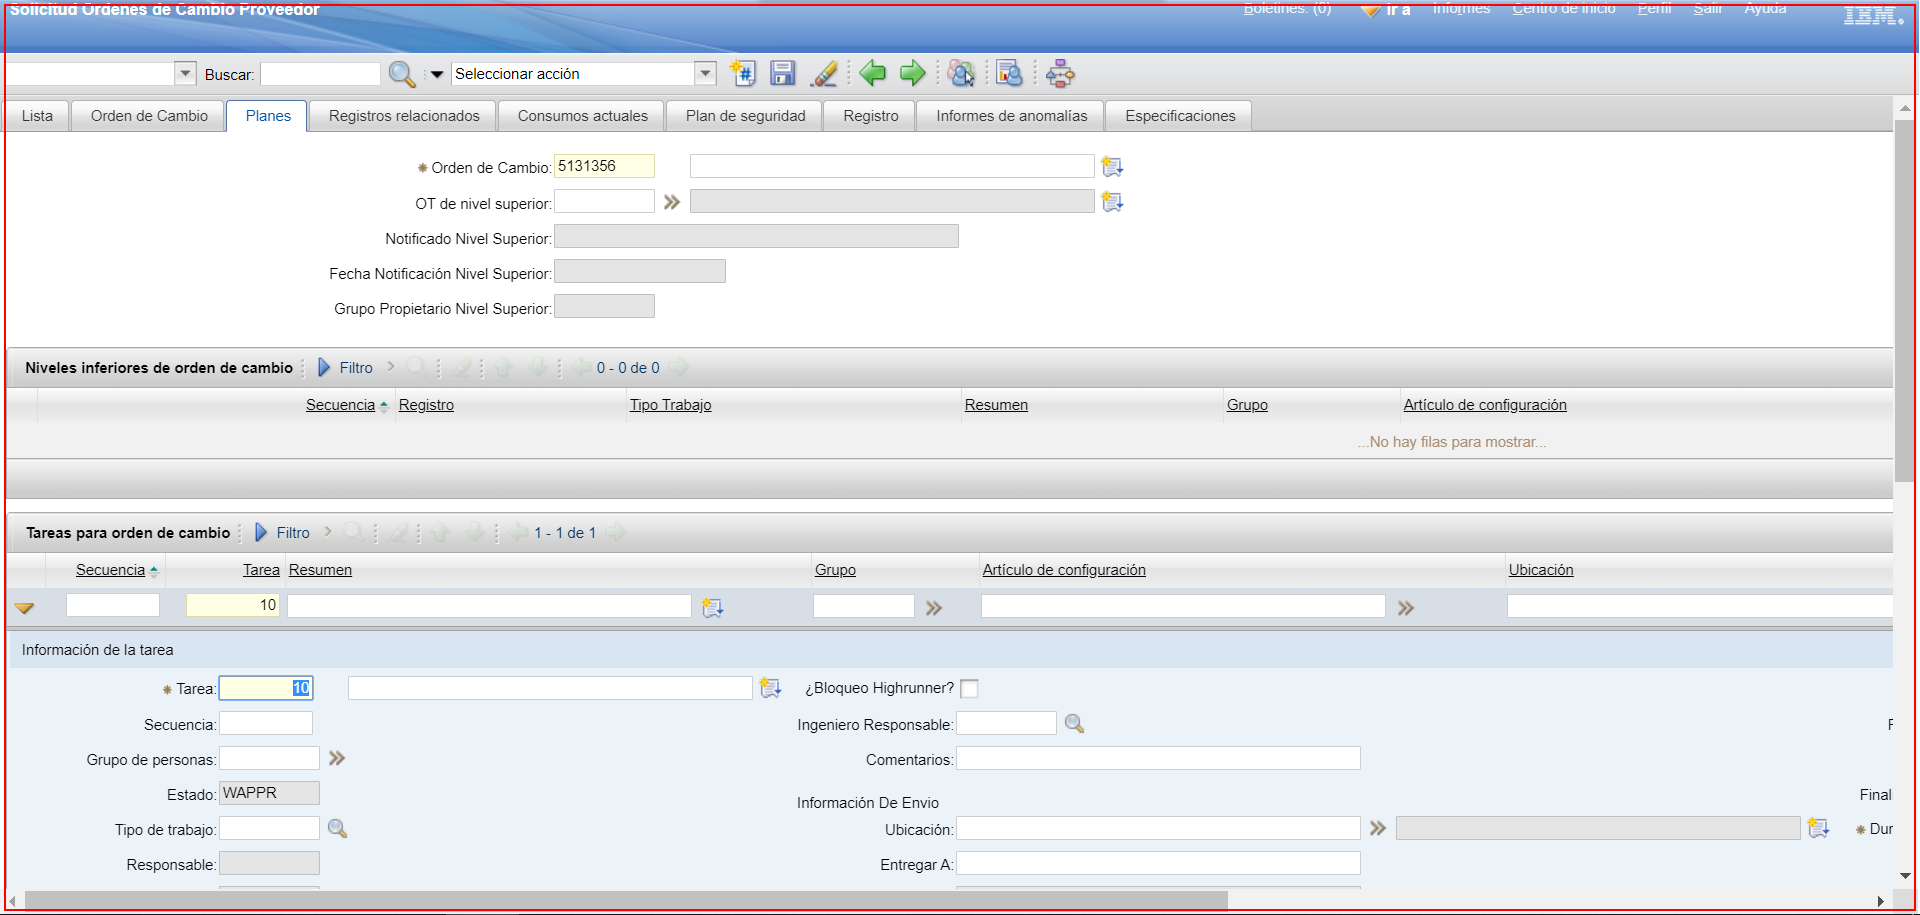 Solicitud Ordenes de Cambio Proveedor
Boletines: (0) Ir a Informes Centro de Inicio Perfil Salir Ayuda IBM.
Buscar: Seleccionar acción
Lista Orden de Cambio Planes Registros relacionados Consumos actuales Plan de seguridad Registro Informes de anomalías Especificaciones
Orden de Cambio: 5131356
OT de nivel superior:
Notificado Nivel Superior:
Fecha Notificación Nivel Superior:
Grupo Propietario Nivel Superior:
Niveles inferiores de orden de cambio Filtro 0 - 0 de 0
Secuencia Registro Tipo Trabajo Resumen Grupo Artículo de configuración
...No hay filas para mostrar...
Tareas para orden de cambio Filtro 1 - 1 de 1
Secuencia Tarea Resumen Grupo Artículo de configuración Ubicación
10
Información de la tarea
Tarea: 10 ¿Bloqueo Highrunner?
Secuencia: Ingeniero Responsable:
Grupo de personas: Comentarios:
Estado: WAPPR Información De Envio Final
Tipo de trabajo: Ubicación: Dur
Responsable: Entregar A: